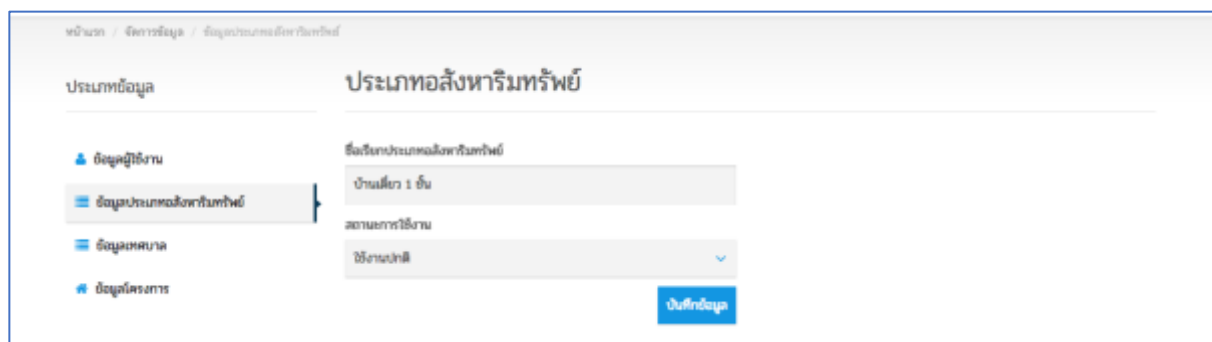 หน้าแรก / จัดการข้อมูล / ข้อมูลประเภทอสังหาริมทรัพย์
ประเภทข้อมูล
ประเภทอสังหาริมทรัพย์
ข้อมูลผู้ใช้งาน
ข้อมูลประเภทอสังหาริมทรัพย์
ข้อมูลเทศบาล
ข้อมูลโครงการ
ชื่อเรียกประเภทอสังหาริมทรัพย์
บ้านเดี่ยว 1 ชั้น
สถานะการใช้งาน
ใช้งานปกติ
บันทึกข้อมูล